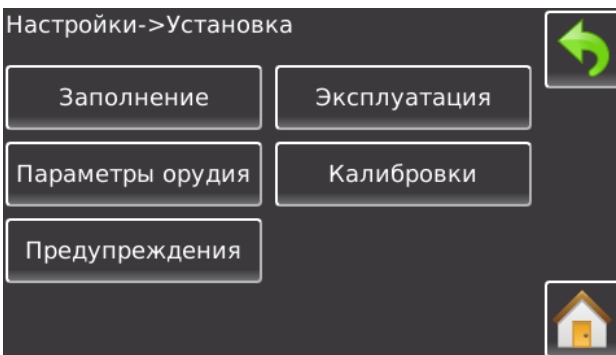 Настройки->Установка
Заполнение
Эксплуатация
Параметры орудия
Калибровки
Предупреждения